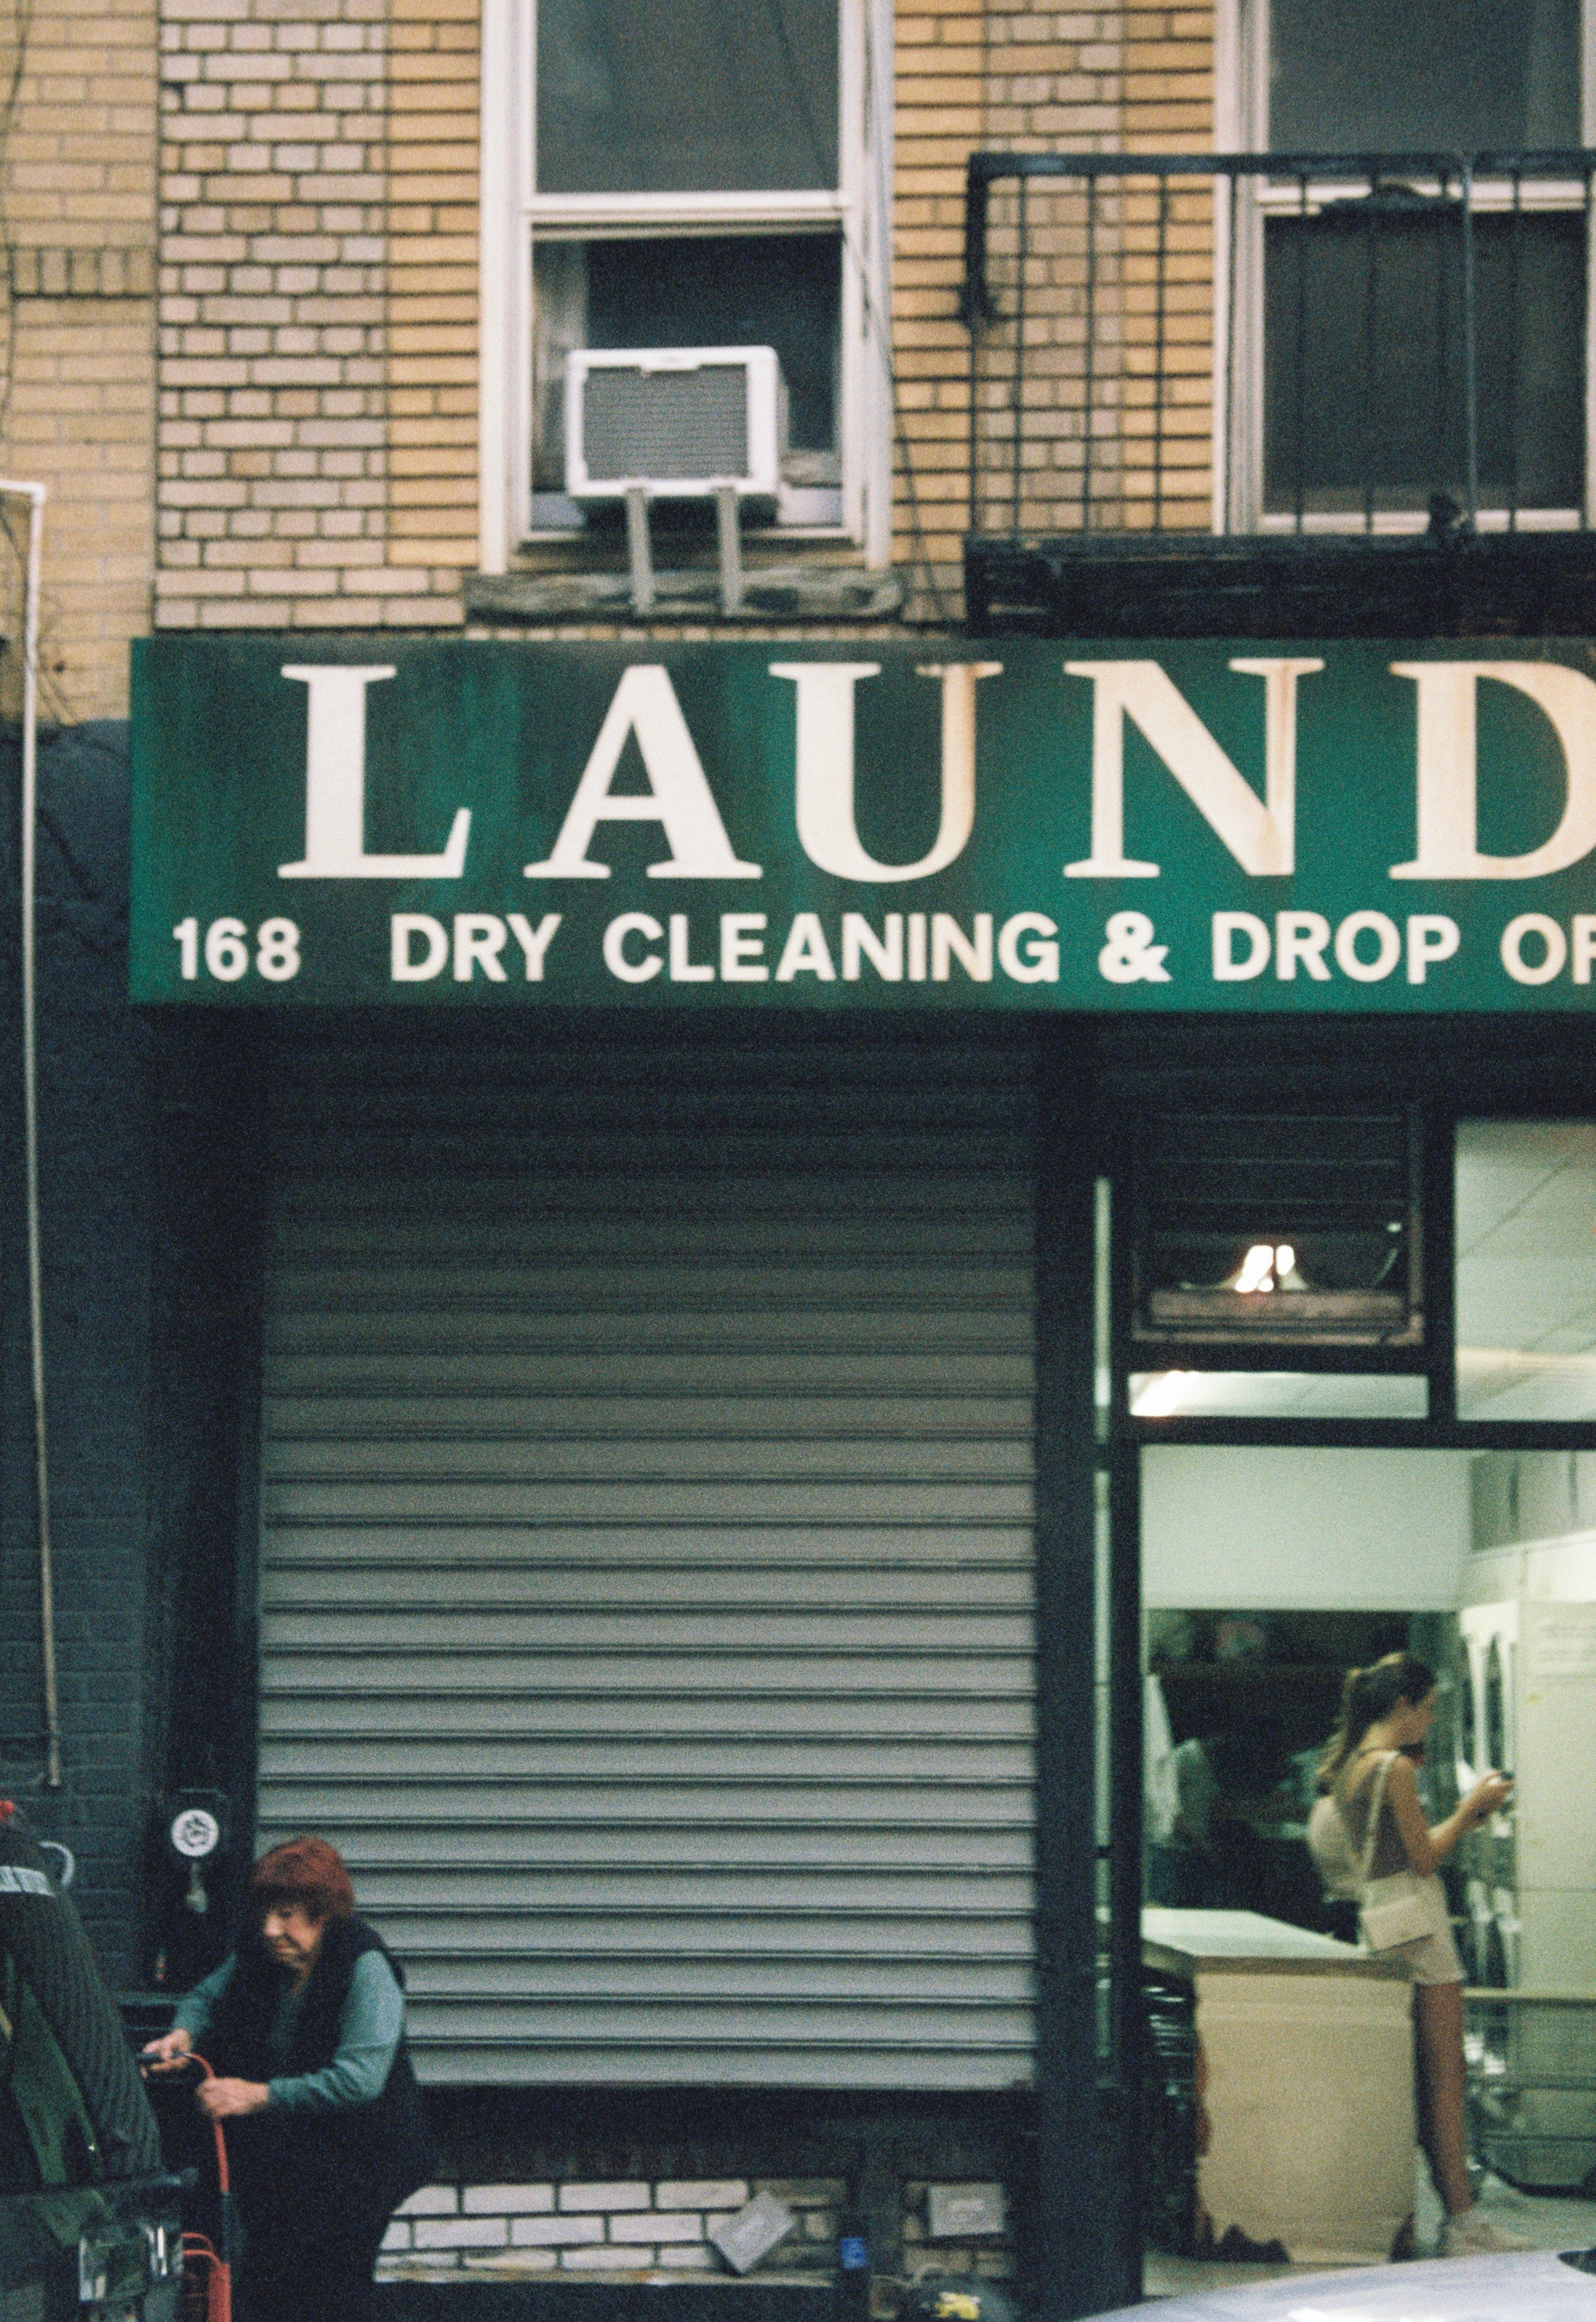 LAUND
168 DRY CLEANING & DROP OF